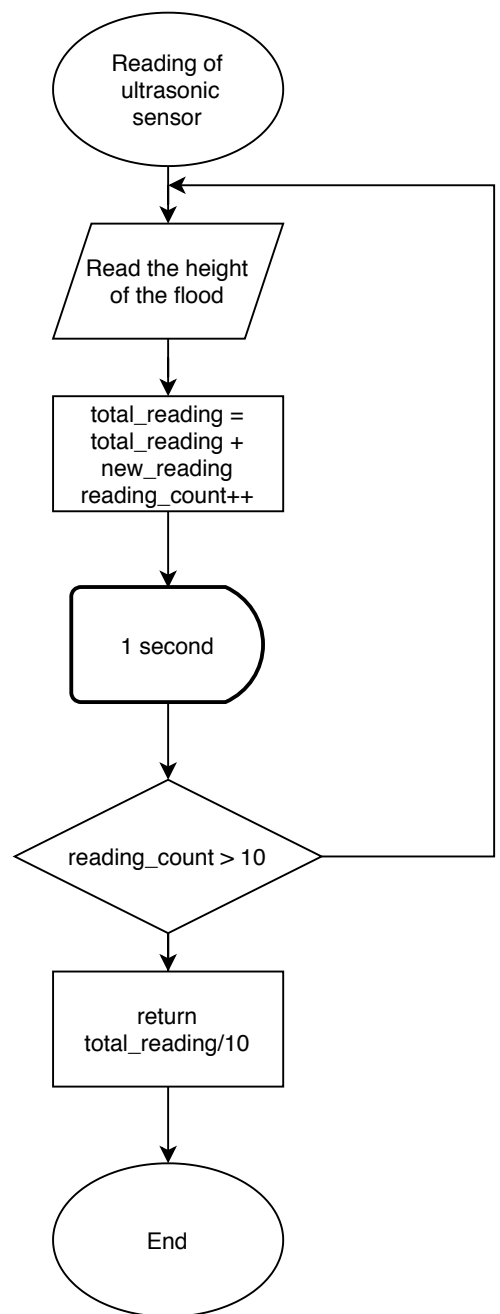 Reading of
ultrasonic
sensor
Read the height
of the flood
total_reading =
total_reading +
new_reading
reading_count++
1 second
reading_count > 10
return
total_reading/10
End